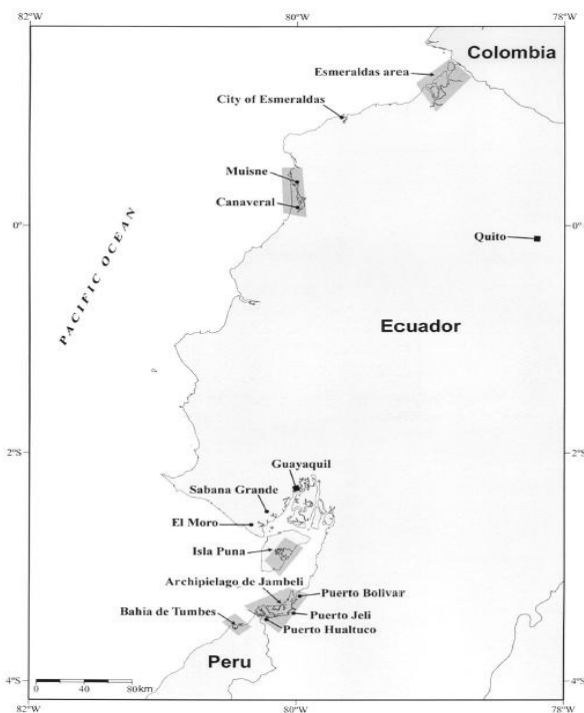 82°W
80°W
78°W
Colombia
Esmeraldas area
City of Esmeraldas
Muisne
Canaveral
0°
0°
Quito
PACIFIC OCEAN
Ecuador
2°S
2°S
Guayaquil
Sabana Grande
El Moro
Isla Puna
Archipielago de Jambeli
Puerto Bolivar
Bahia de Tumbes
Puerto Jeli
Puerto Hualtuco
Peru
4°S
4°S
0 40 80km
82°W
80°W
78°W